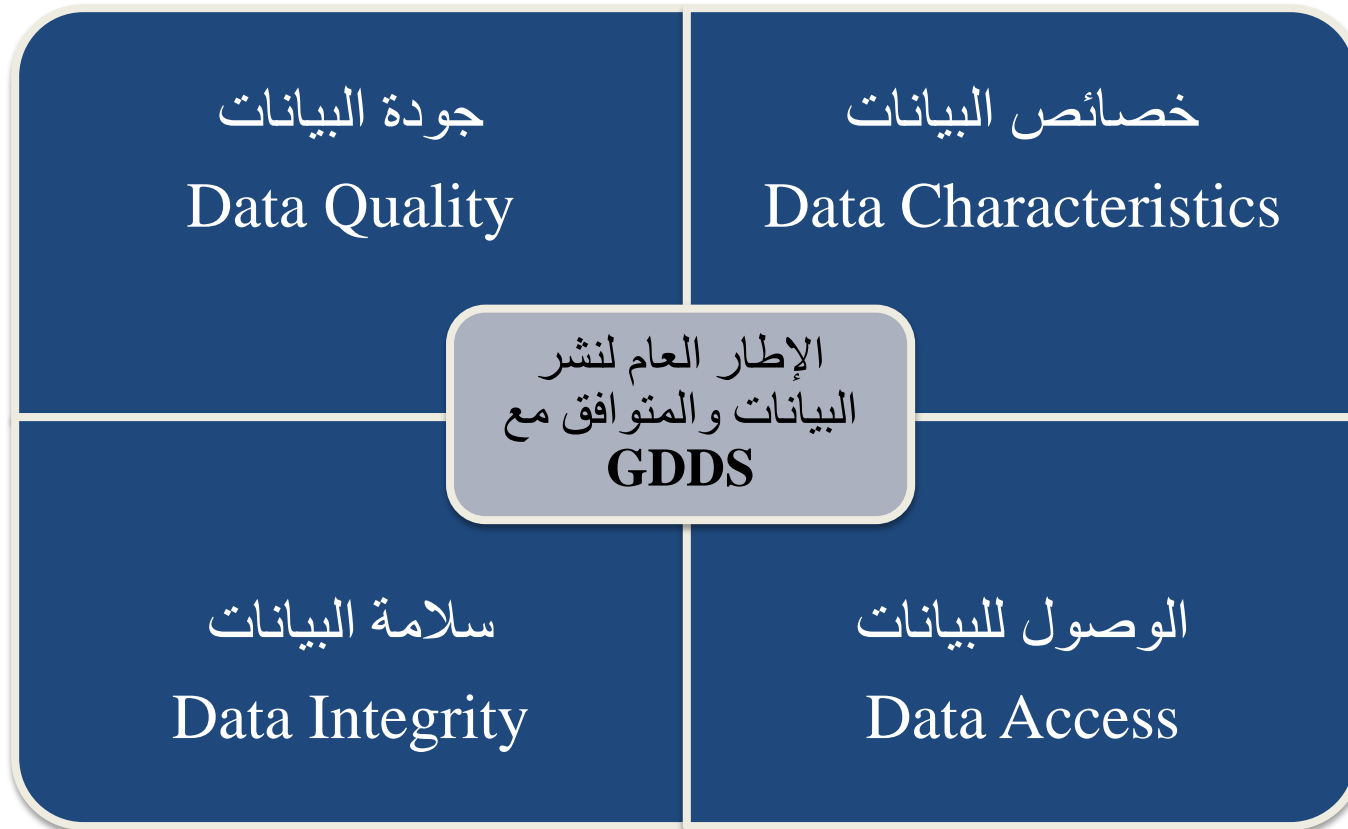 خصائص البيانات
Data Characteristics
جودة البيانات
Data Quality
الإطار العام لنشر
البيانات والمتوافق مع
GDDS
الوصول للبيانات
Data Access
سلامة البيانات
Data Integrity